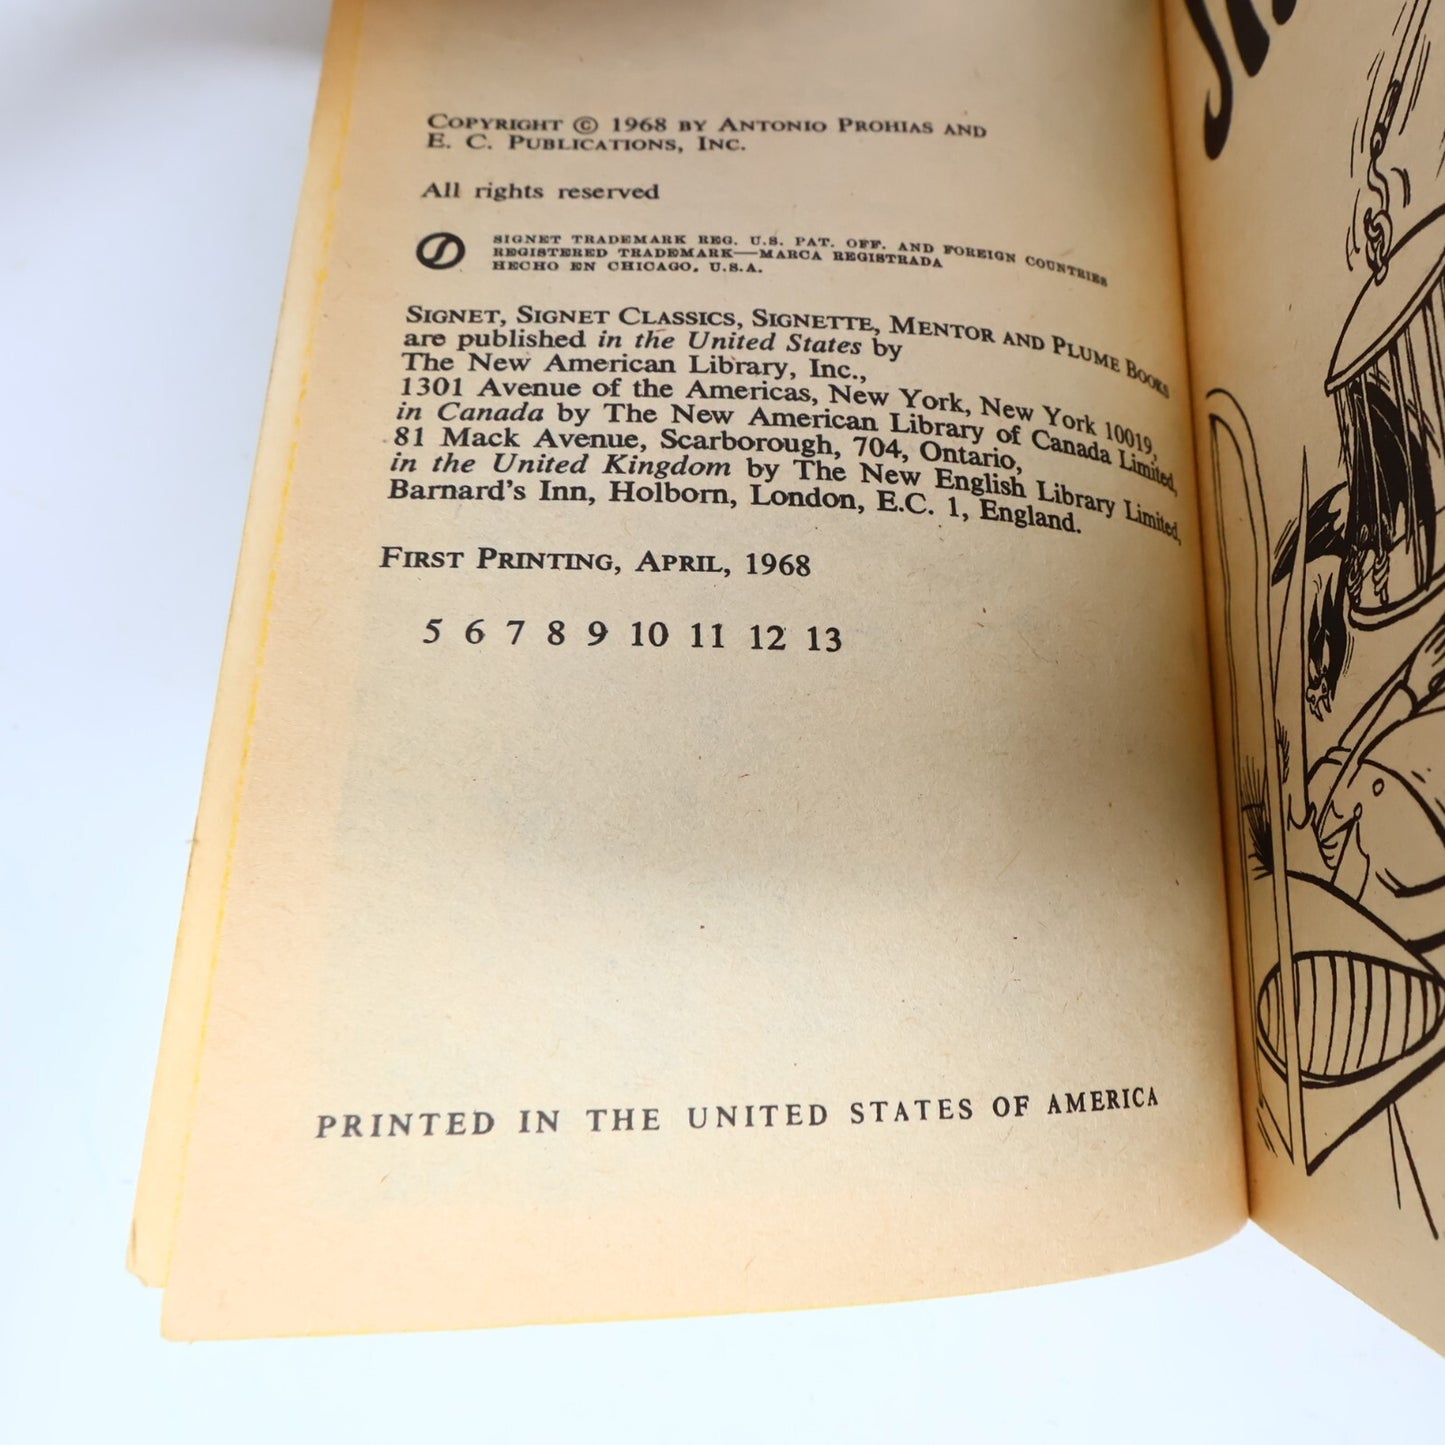 COPYRIGHT © 1968 BY ANTONIO PROHIAS AND
E. C. PUBLICATIONS, INC.
All rights reserved
SIGNET TRADEMARK REG. U.S. PAT. OFF. AND FOREIGN COUNTRIES
REGISTERED TRADEMARK—MARCA REGISTRADA
HECHO EN CHICAGO, U.S.A.
SIGNET, SIGNET CLASSICS, SIGNETTE, MENTOR AND PLUME BOOKS
are published in the United States by
The New American Library, Inc.,
1301 Avenue of the Americas, New York, New York 10019,
in Canada by The New American Library of Canada Limited,
81 Mack Avenue, Scarborough, 704, Ontario,
in the United Kingdom by The New English Library Limited,
Barnard's Inn, Holborn, London, E.C. 1, England.
FIRST PRINTING, APRIL, 1968
5 6 7 8 9 10 11 12 13
PRINTED IN THE UNITED STATES OF AMERICA